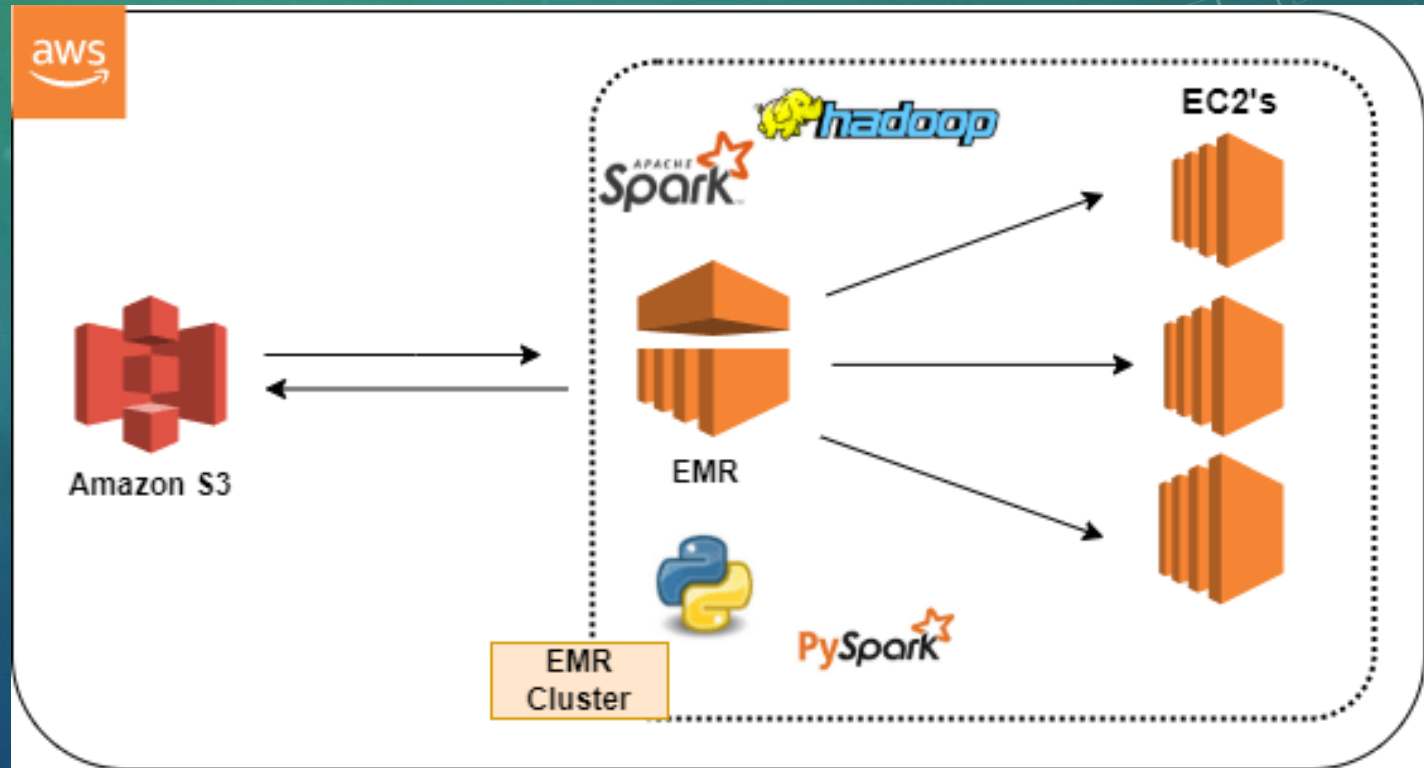 aws
hadoop
EC2's
APACHE
Spark
Amazon S3
EMR
PySpark
EMR
Cluster